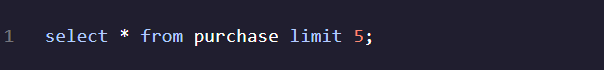 1 select * from purchase limit 5;